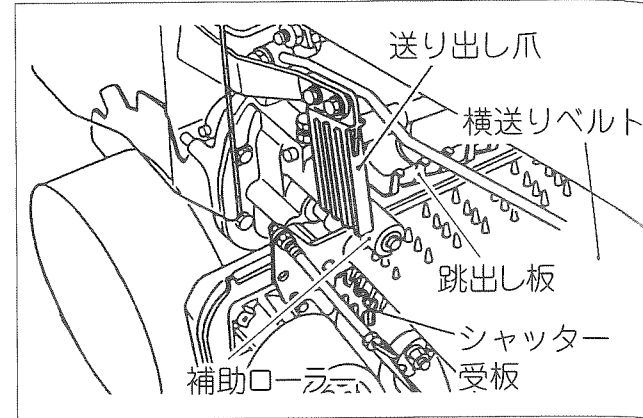 送り出し爪
横送りベルト
跳出し板
シャッター
受板
補助ローラー